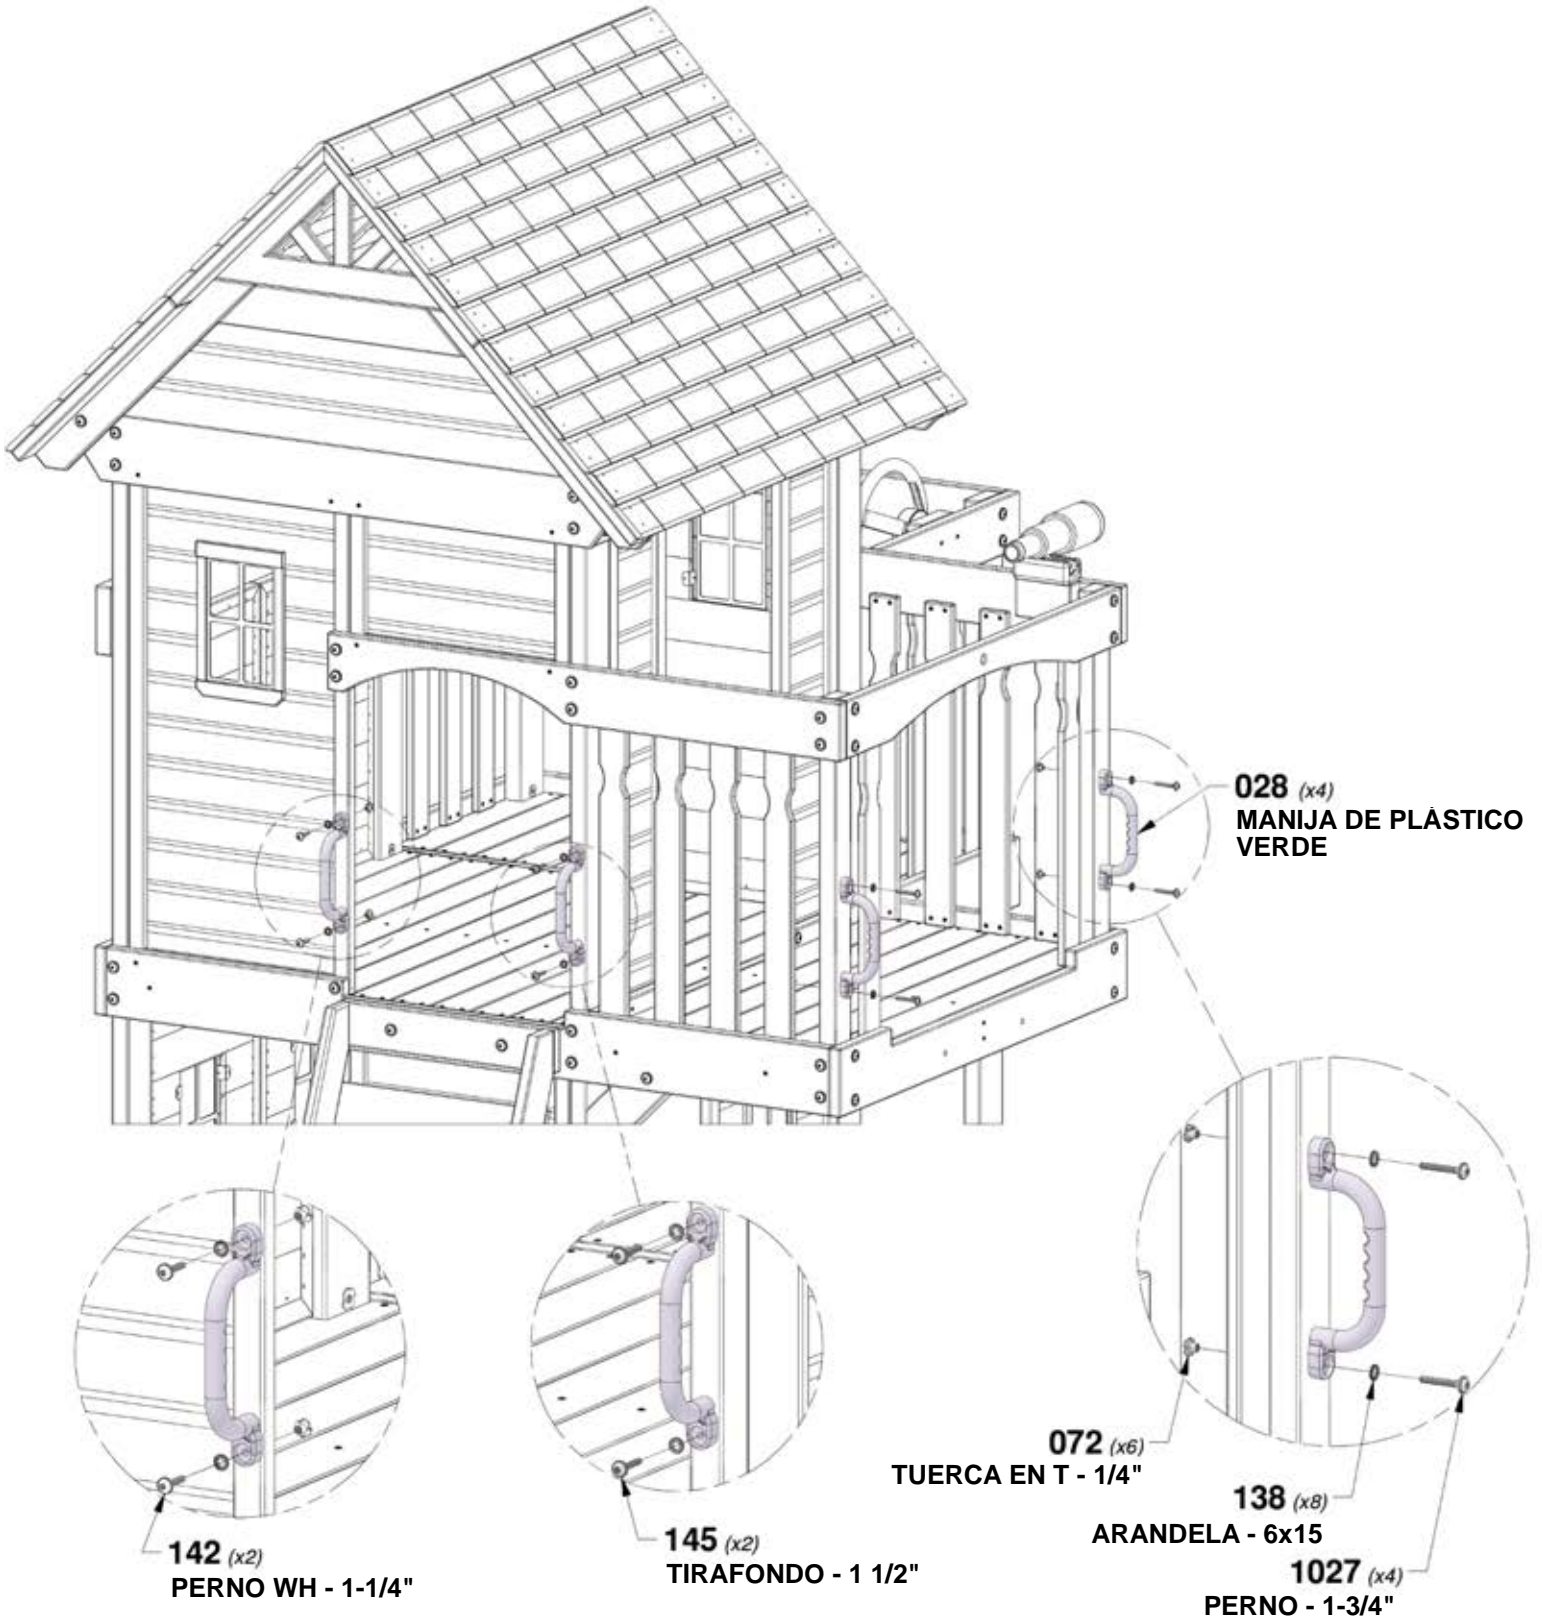 028 (x4)
MANIJA DE PLÁSTICO
VERDE
072 (x6)
TUERCA EN T - 1/4"
138 (x8)
ARANDELA - 6x15
142 (x2)
PERNO WH - 1-1/4"
145 (x2)
TIRAFONDO - 1 1/2"
1027 (x4)
PERNO - 1-3/4"